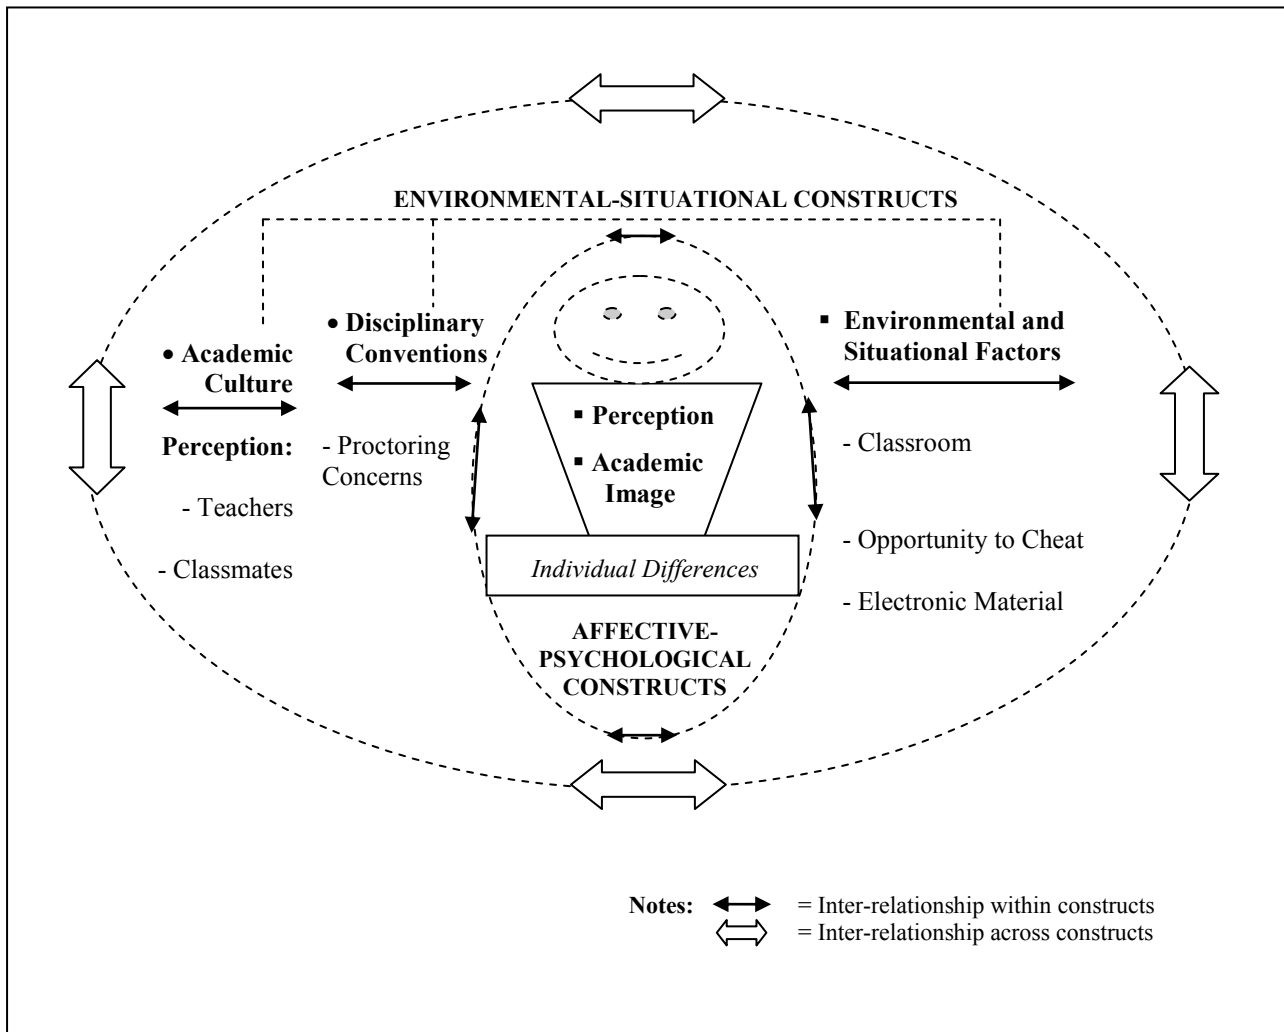 ENVIRONMENTAL-SITUATIONAL CONSTRUCTS
• Academic
Culture
Perception:
- Teachers
- Classmates
• Disciplinary
Conventions
- Proctoring
Concerns
▪ Perception
▪ Academic
Image
Individual Differences
AFFECTIVE-
PSYCHOLOGICAL
CONSTRUCTS
▪ Environmental and
Situational Factors
- Classroom
- Opportunity to Cheat
- Electronic Material
Notes:
= Inter-relationship within constructs
= Inter-relationship across constructs